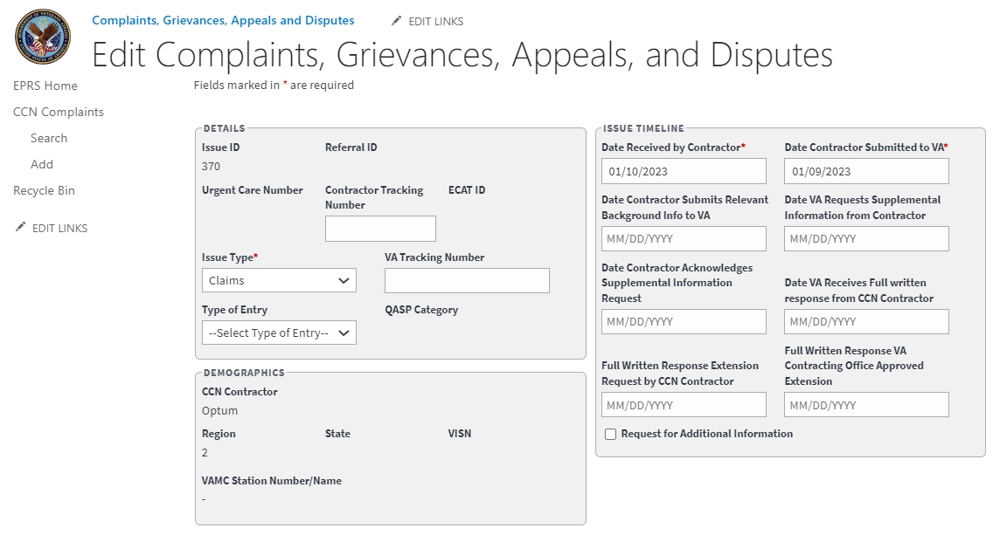 Complaints, Grievances, Appeals and Disputes
EDIT LINKS
Edit Complaints, Grievances, Appeals, and Disputes
EPRS Home
CCN Complaints
Search
Add
Recycle Bin
EDIT LINKS
Fields marked in * are required
DETAILS
Issue ID
Referral ID
370
Urgent Care Number
Contractor Tracking
Number
ECAT ID
Issue Type*
VA Tracking Number
Claims
Type of Entry
QASP Category
--Select Type of Entry--
DEMOGRAPHICS
CCN Contractor
Optum
Region
State
VISN
2
VAMC Station Number/Name
-
ISSUE TIMELINE
Date Received by Contractor*
Date Contractor Submitted to VA*
01/10/2023
01/09/2023
Date Contractor Submits Relevant
Background Info to VA
Date VA Requests Supplemental
Information from Contractor
MM/DD/YYYY
MM/DD/YYYY
Date Contractor Acknowledges
Supplemental Information
Request
Date VA Receives Full written
response from CCN Contractor
MM/DD/YYYY
MM/DD/YYYY
Full Written Response Extension
Request by CCN Contractor
Full Written Response VA
Contracting Office Approved
Extension
MM/DD/YYYY
MM/DD/YYYY
Request for Additional Information